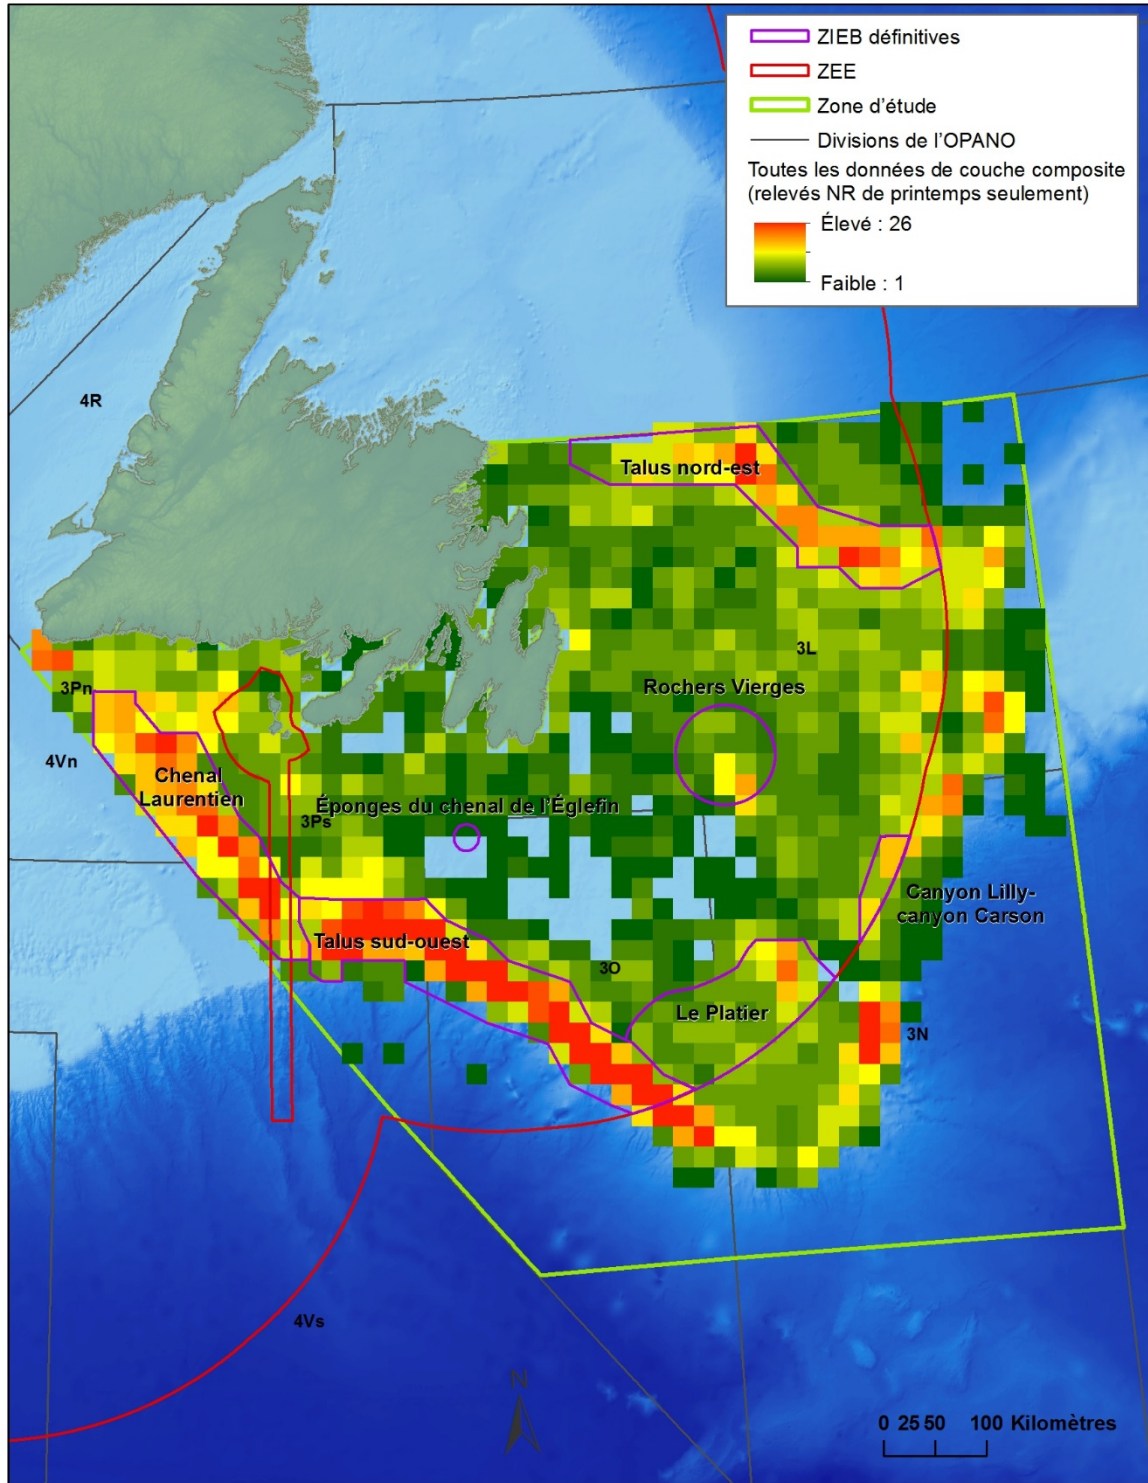 ZIEB définitives
ZEE
Zone d'étude
Divisions de l'OPANO
Toutes les données de couche composite
(relevés NR de printemps seulement)
Élevé : 26
Faible : 1
4R
Talus nord-est
3L
Rochers Vierges
3Pn
4Vn
Chenal
Laurentien
Éponges du chenal de l'Églefin
3Ps
Canyon Lilly-
canyon Carson
Talus sud-ouest
3O
Le Platier
3N
4Vs
N
0 25 50 100 Kilomètres